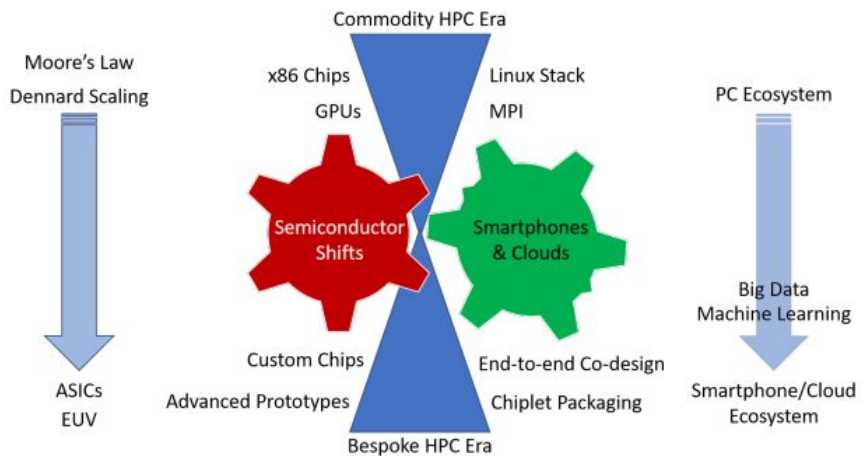 Commodity HPC Era
Moore's Law
Dennard Scaling
x86 Chips
GPUs
Linux Stack
MPI
PC Ecosystem
Semiconductor
Shifts
Smartphones
& Clouds
Big Data
Machine Learning
Custom Chips
Advanced Prototypes
End-to-end Co-design
Chiplet Packaging
ASICs
EUV
Smartphone/Cloud
Ecosystem
Bespoke HPC Era